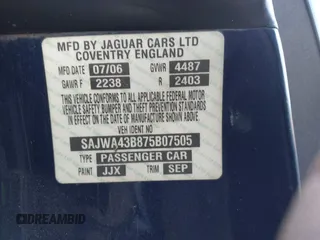 MFD BY JAGUAR CARS LTD
COVENTRY ENGLAND
MFD.DATE 07/06 GVWR 4487
GAWR F 2238 R 2403
THIS VEHICLE CONFORMS TO ALL APPLICABLE FEDERAL MOTOR
VEHICLE SAFETY BUMPER AND THEFT PREVENTION STANDARDS
IN EFFECT ON THE DATE OF MANUFACTURE SHOWN ABOVE
VEH IDENT NO
SAJWA43B875B07505
TYPE PASSENGER CAR
PAINT JJX TRIM SEP
DREAMBID